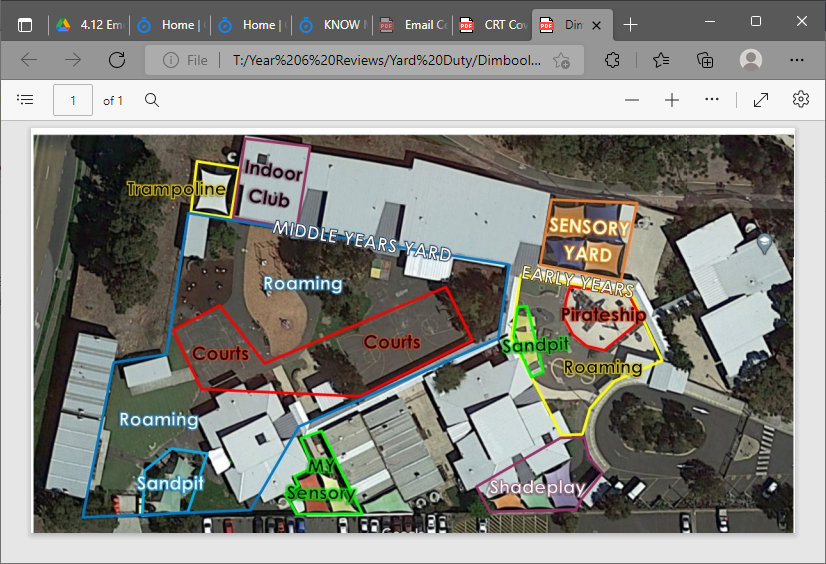 4.12 Em
Home |
Home |
KNOW
Email C
CRT Cov
Dim
File
T:/Year%206%20Reviews/Yard%20Duty/Dimbool...
1
of 1
Trampoline
Indoor
Club
MIDDLE YEARS YARD
SENSORY
YARD
Roaming
EARLY YEARS
Pirateship
Courts
Courts
Sandpit
Roaming
Roaming
MY
Sensory
Sandpit
Shadeplay